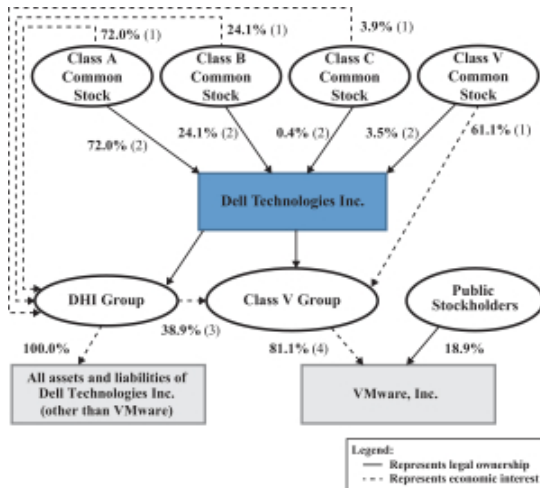 72.0% (1)
24.1% (1)
3.9% (1)
Class A
Common
Stock
Class B
Common
Stock
Class C
Common
Stock
Class V
Common
Stock
72.0% (2)
24.1% (2)
0.4% (2)
3.5% (2)
61.1% (1)
Dell Technologies Inc.
DHI Group
Class V Group
Public
Stockholders
38.9% (3)
100.0%
81.1% (4)
18.9%
All assets and liabilities of
Dell Technologies Inc.
(other than VMware)
VMware, Inc.
Legend:
Represents legal ownership
Represents economic interest